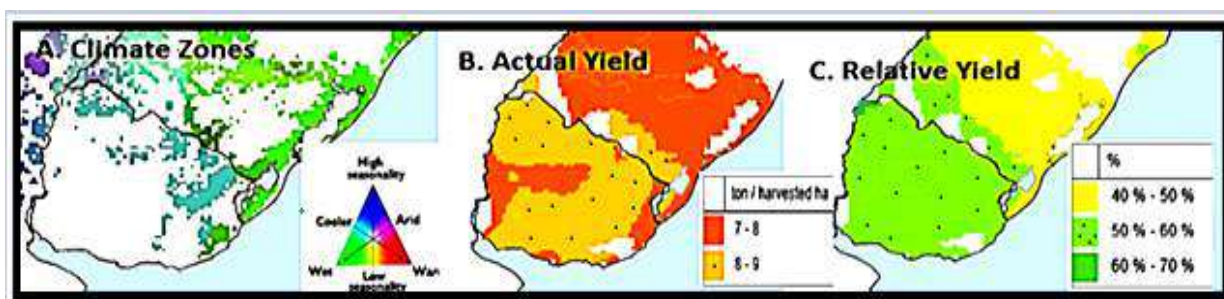 A. Climate Zones
High
seasonality
Cooler
Arid
Wet
Low
seasonality
Wan
B. Actual Yield
ton / harvested ha
7 - 8
8 - 9
C. Relative Yield
%
40 % - 50 %
50 % - 60 %
60 % - 70 %